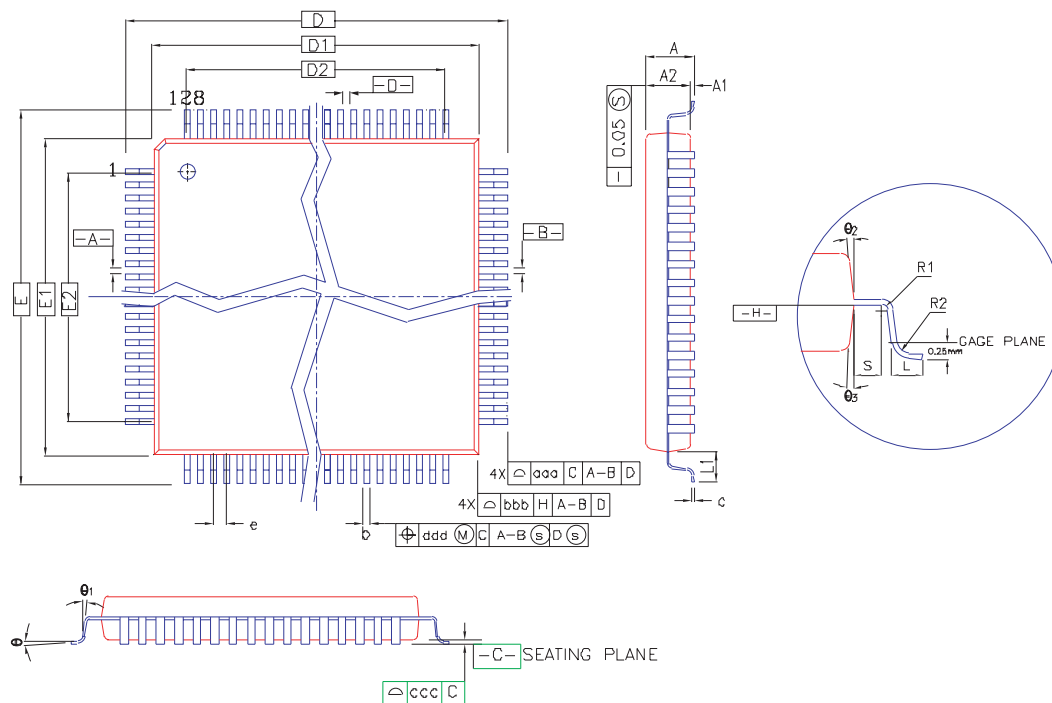 D
D1
D2
-D-
128
1
-A-
-B-
E
E1
E2
e
b
4X ⌓ aaa C A-B D
4X ⌓ bbb H A-B D
⌖ ddd Ⓜ C A-B Ⓢ D Ⓢ
A
A2
A1
- 0.05 Ⓢ
L1
c
θ2
R1
R2
-H-
GAGE PLANE
0.25mm
S
L
θ3
θ1
θ
-C- SEATING PLANE
⌓ ccc C